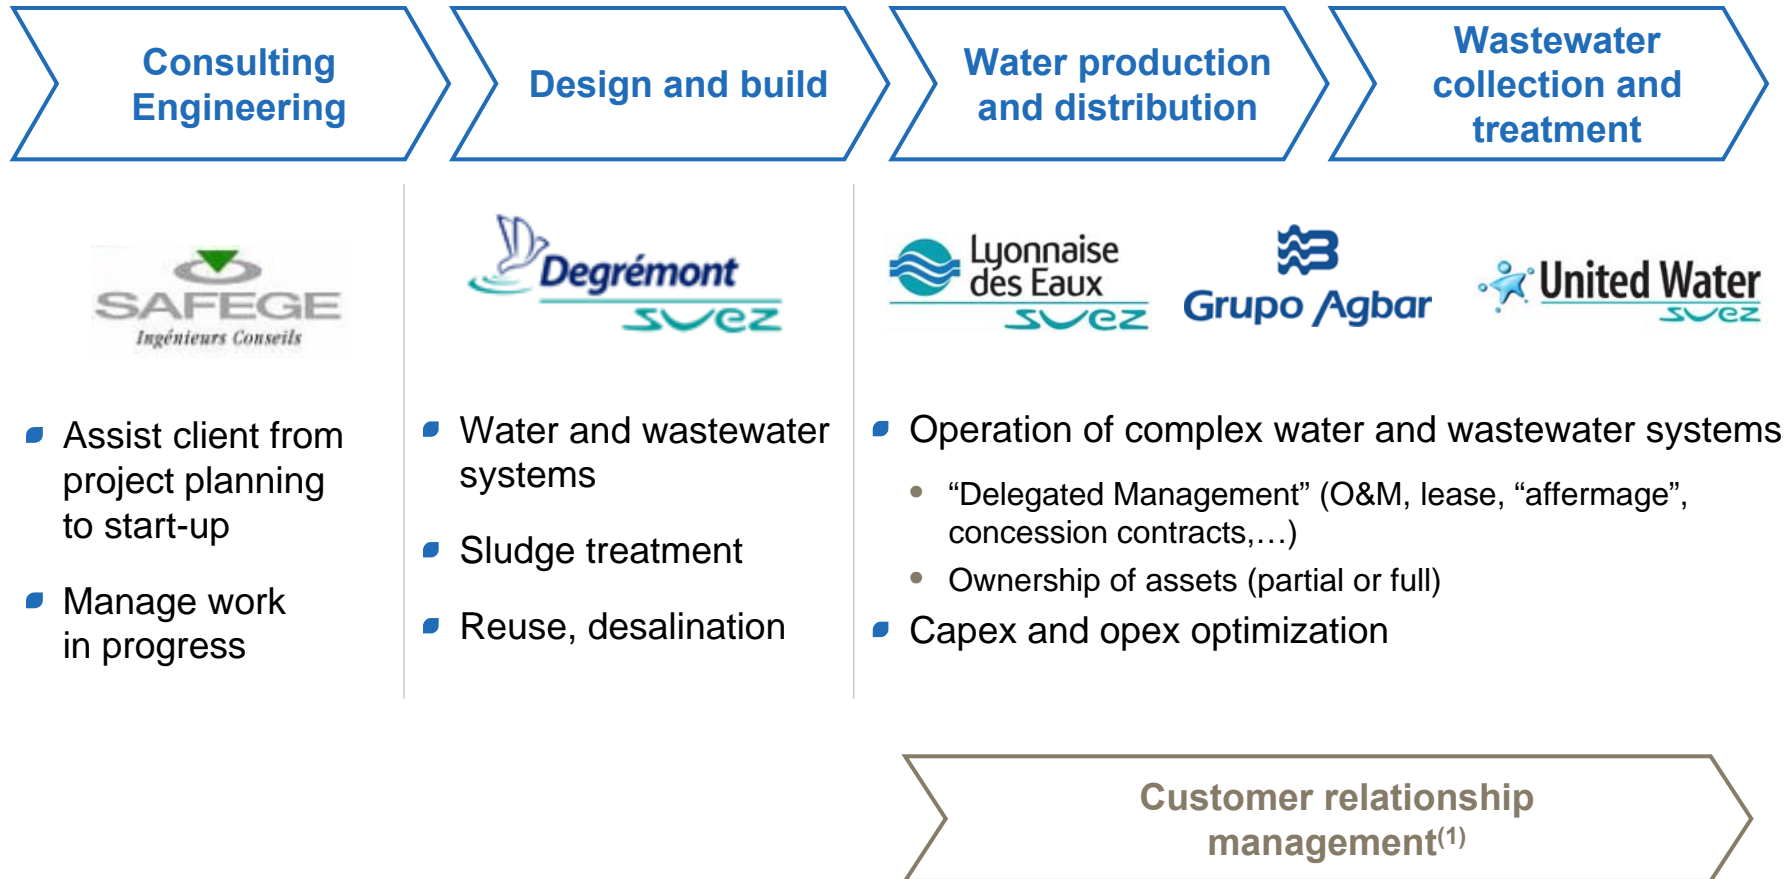 Consulting
Engineering
Design and build
Water production
and distribution
Wastewater
collection and
treatment
SAFEGE
Ingénieurs Conseils
Degrémont
SUEZ
Lyonnaise
des Eaux
SUEZ
Grupo Agbar
United Water
SUEZ
Assist client from
project planning
to start-up
Manage work
in progress
Water and wastewater
systems
Sludge treatment
Reuse, desalination
Operation of complex water and wastewater systems
“Delegated Management” (O&M, lease, “affermage”,
concession contracts,…)
Ownership of assets (partial or full)
Capex and opex optimization
Customer relationship
management(1)